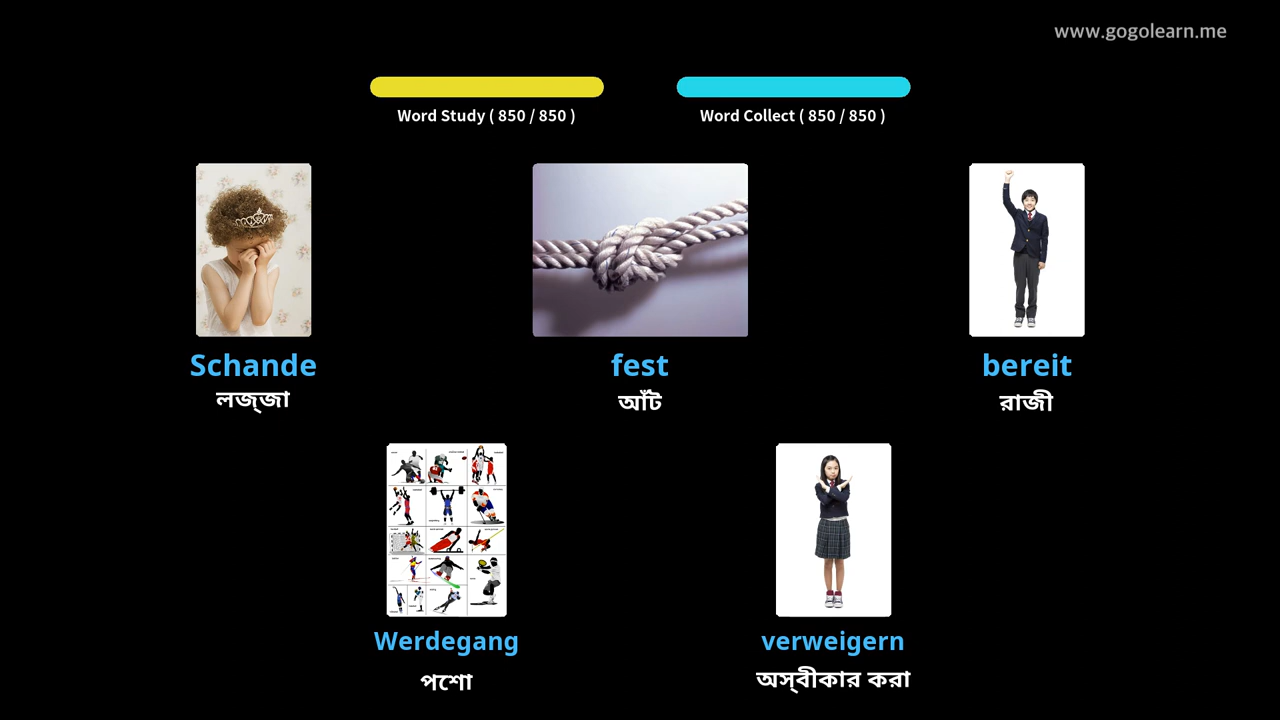 www.gogolearn.me
Word Study ( 850 / 850 )
Word Collect ( 850 / 850 )
Schande
fest
bereit
লজ্জা
আঁট
রাজী
Werdegang
verweigern
পশো
অস্বীকার করা